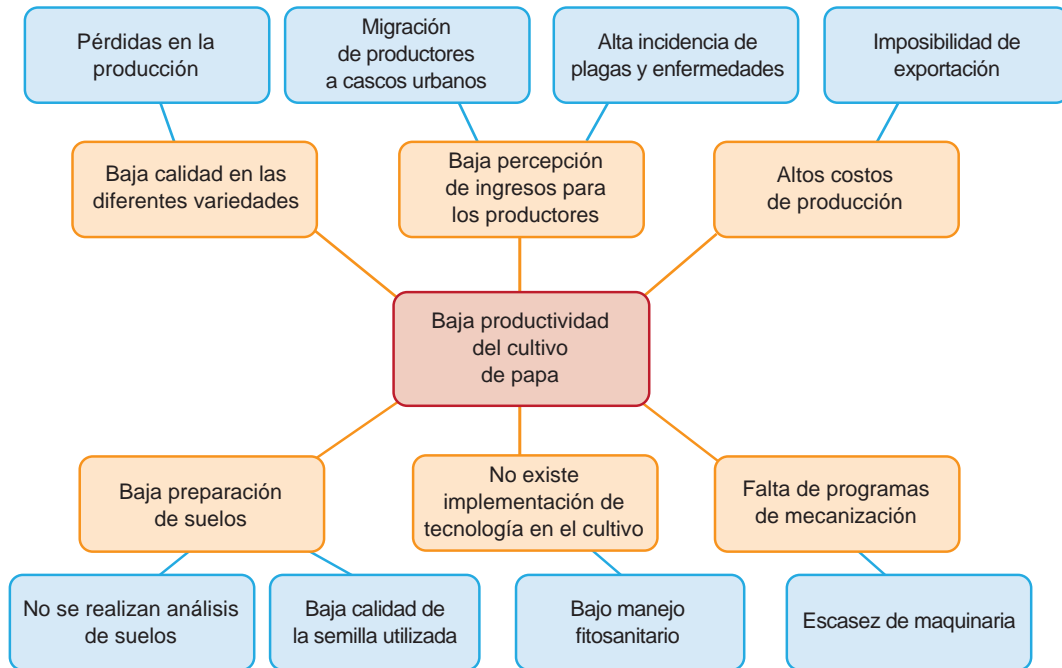 Pérdidas en la
producción
Migración
de productores
a cascos urbanos
Alta incidencia de
plagas y enfermedades
Imposibilidad de
exportación
Baja calidad en las
diferentes variedades
Baja percepción
de ingresos para
los productores
Altos costos
de producción
Baja productividad
del cultivo
de papa
Baja preparación
de suelos
No existe
implementación de
tecnología en el cultivo
Falta de programas
de mecanización
No se realizan análisis
de suelos
Baja calidad de
la semilla utilizada
Bajo manejo
fitosanitario
Escasez de maquinaria